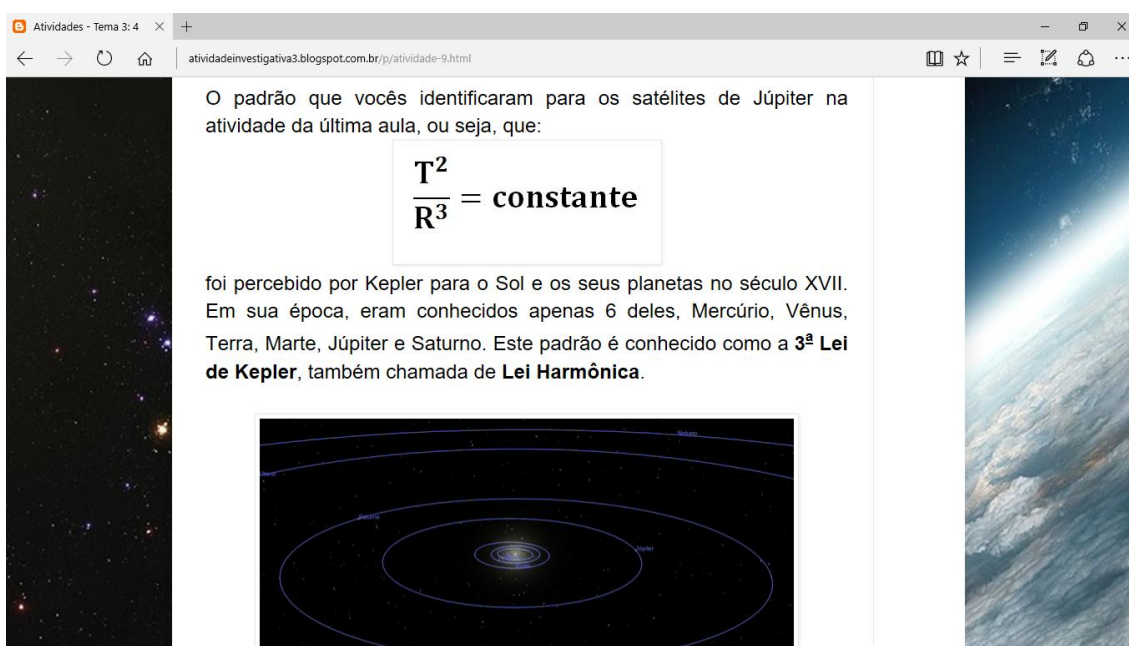 Atividades - Tema 3: 4
atividadeinvestigativa3.blogspot.com.br/p/atividade-9.html
O padrão que vocês identificaram para os satélites de Júpiter na
atividade da última aula, ou seja, que:
T²/R³ = constante
foi percebido por Kepler para o Sol e os seus planetas no século XVII.
Em sua época, eram conhecidos apenas 6 deles, Mercúrio, Vênus,
Terra, Marte, Júpiter e Saturno. Este padrão é conhecido como a 3ª Lei
de Kepler, também chamada de Lei Harmônica.
Netuno
Saturno
Júpiter